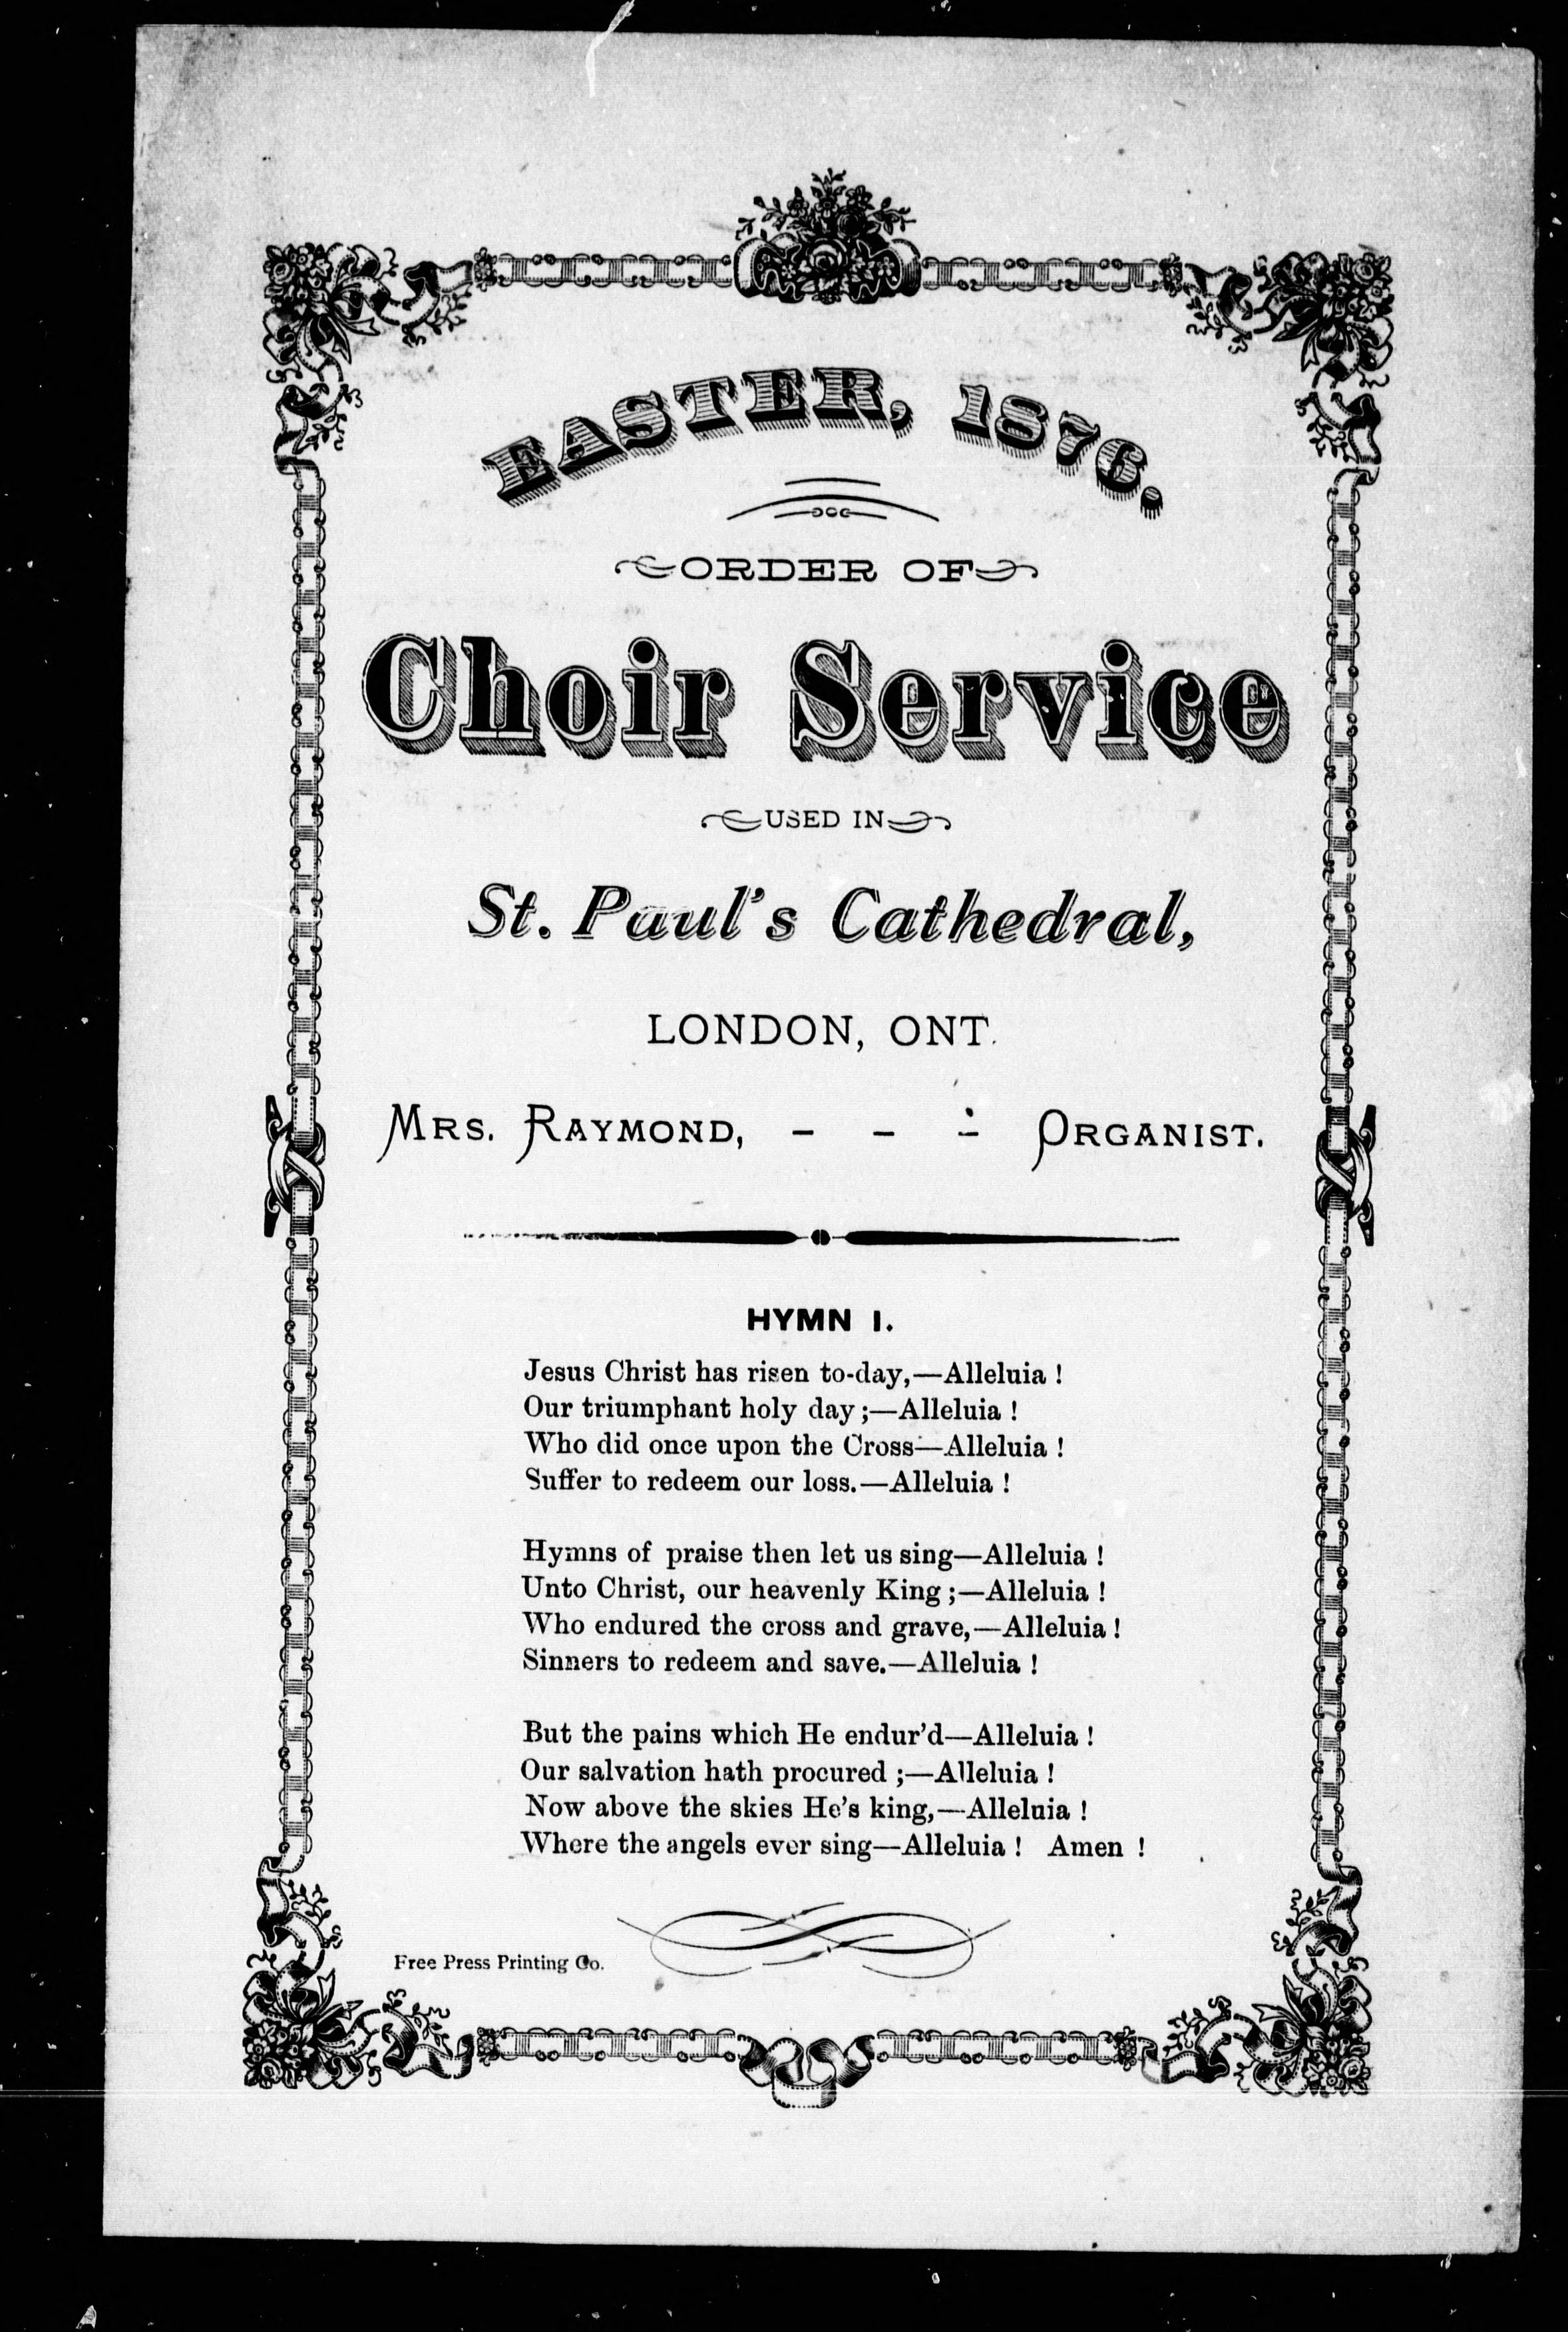 EASTER, 1876.
ORDER OF
Choir Service
USED IN
St. Paul's Cathedral,
LONDON, ONT.
MRS. RAYMOND, - - - ORGANIST.
HYMN I.
Jesus Christ has risen to-day,—Alleluia !
Our triumphant holy day ;—Alleluia !
Who did once upon the Cross—Alleluia !
Suffer to redeem our loss.—Alleluia !
Hymns of praise then let us sing—Alleluia !
Unto Christ, our heavenly King ;—Alleluia !
Who endured the cross and grave,—Alleluia !
Sinners to redeem and save.—Alleluia !
But the pains which He endur'd—Alleluia !
Our salvation hath procured ;—Alleluia !
Now above the skies He's king,—Alleluia !
Where the angels ever sing—Alleluia ! Amen !
Free Press Printing Co.